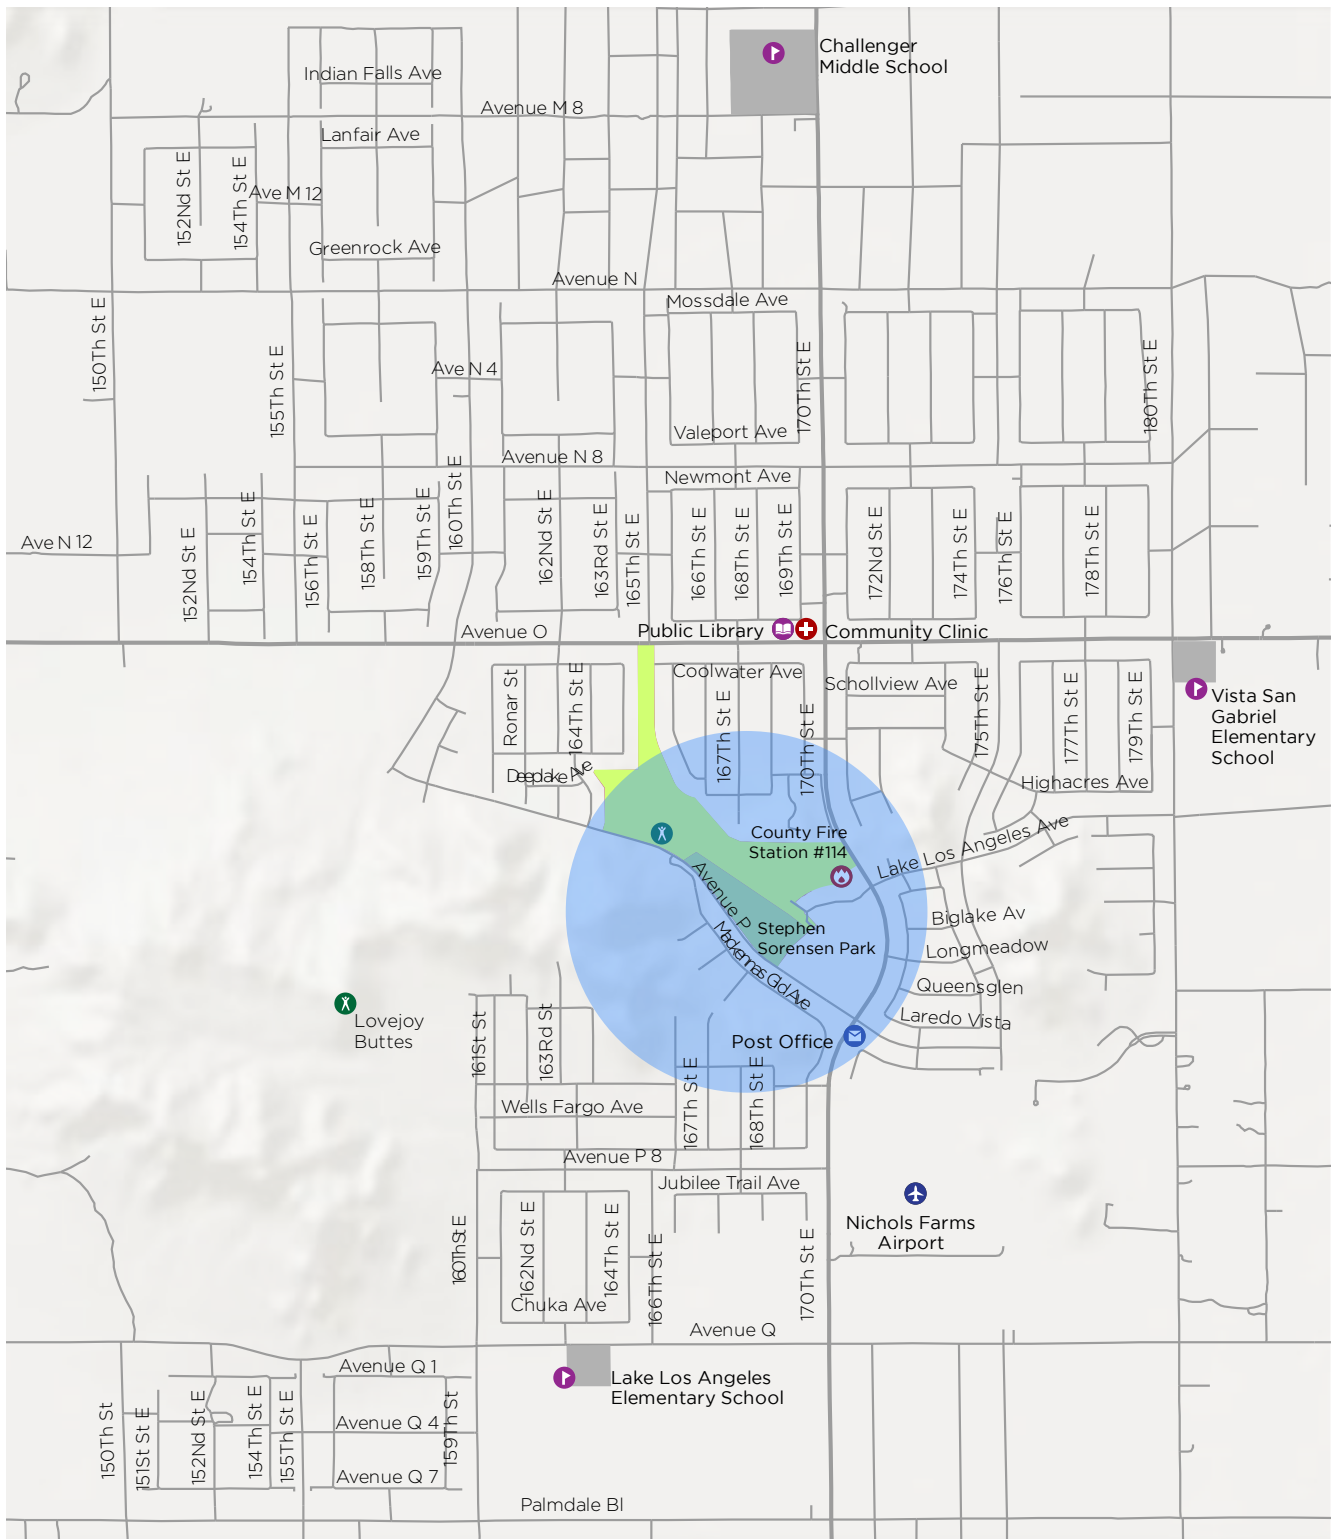 Challenger
Middle School
Indian Falls Ave
Avenue M 8
Lanfair Ave
152Nd St E
154Th St E
Ave M 12
Greenrock Ave
Avenue N
Mossdale Ave
150Th St E
155Th St E
Ave N 4
170Th St E
180Th St E
Valeport Ave
Avenue N 8
Newmont Ave
Ave N 12
152Nd St E
154Th St E
156Th St E
158Th St E
159Th St E
160Th St E
162Nd St E
163Rd St E
165Th St E
166Th St E
168Th St E
169Th St E
172Nd St E
174Th St E
176Th St E
178Th St E
Avenue O
Public Library
Community Clinic
Ronar St
164Th St E
Coolwater Ave
167Th St E
170Th St E
Schollview Ave
175Th St E
177Th St E
179Th St E
Vista San
Gabriel
Elementary
School
Deeplake Ave
Highacres Ave
County Fire
Station #114
Lake Los Angeles Ave
Avenue P
Mackennas Gold Ave
Stephen
Sorensen Park
Biglake Av
Longmeadow
Queensglen
Laredo Vista
Lovejoy
Buttes
Post Office
161St St E
163Rd St
167Th St E
168Th St E
Wells Fargo Ave
Avenue P 8
Jubilee Trail Ave
Nichols Farms
Airport
160Th St E
162Nd St E
164Th St E
166Th St E
170Th St E
Chuka Ave
Avenue Q
Avenue Q 1
Lake Los Angeles
Elementary School
150Th St
151St St E
152Nd St E
154Th St E
155Th St E
Avenue Q 4
159Th St
Avenue Q 7
Palmdale Bl